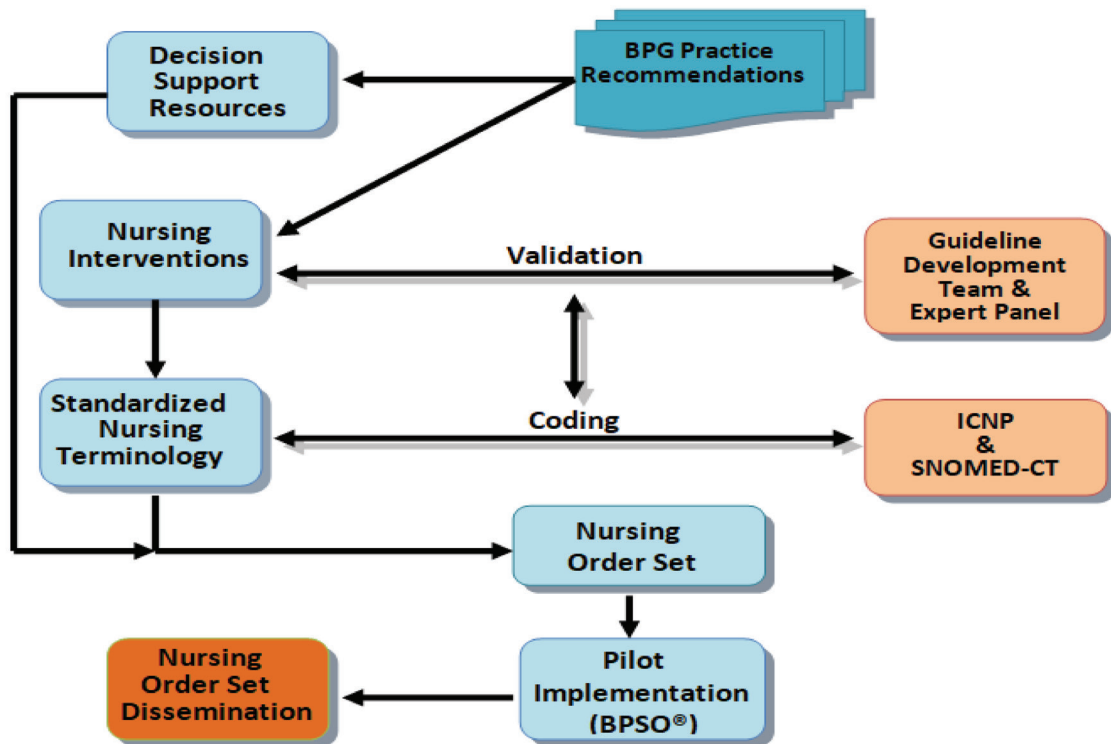 Decision
Support
Resources
BPG Practice
Recommendations
Nursing
Interventions
Validation
Guideline
Development
Team &
Expert Panel
Standardized
Nursing
Terminology
Coding
ICNP
&
SNOMED-CT
Nursing
Order Set
Nursing
Order Set
Dissemination
Pilot
Implementation
(BPSO®)